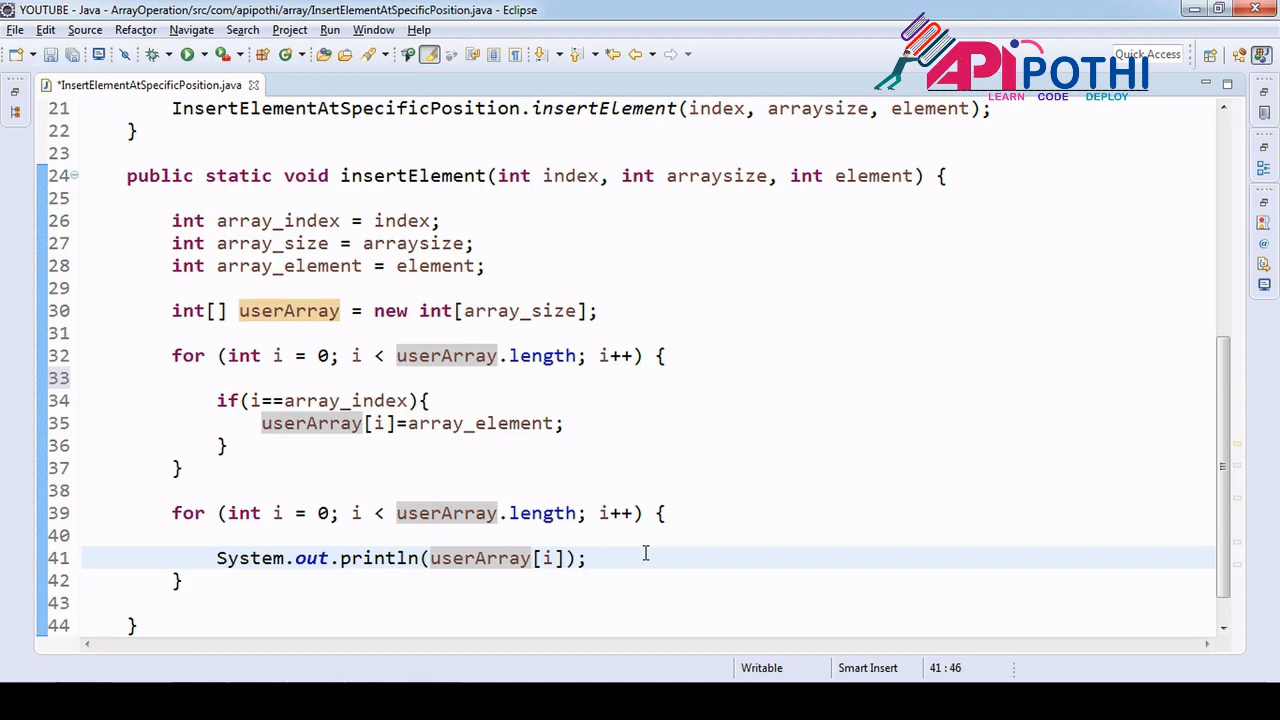 YOUTUBE - Java - ArrayOperation/src/com/apipothi/array/InsertElementAtSpecificPosition.java - Eclipse
File Edit Source Refactor Navigate Search Project Run Window Help
Quick Access
APIPOTHI
LEARN CODE DEPLOY
*InsertElementAtSpecificPosition.java
21 InsertElementAtSpecificPosition.insertElement(index, arraysize, element);
22 }
23
24 public static void insertElement(int index, int arraysize, int element) {
25
26 int array_index = index;
27 int array_size = arraysize;
28 int array_element = element;
29
30 int[] userArray = new int[array_size];
31
32 for (int i = 0; i < userArray.length; i++) {
33
34 if(i==array_index){
35 userArray[i]=array_element;
36 }
37 }
38
39 for (int i = 0; i < userArray.length; i++) {
40
41 System.out.println(userArray[i]);
42 }
43
44 }
Writable Smart Insert 41 : 46